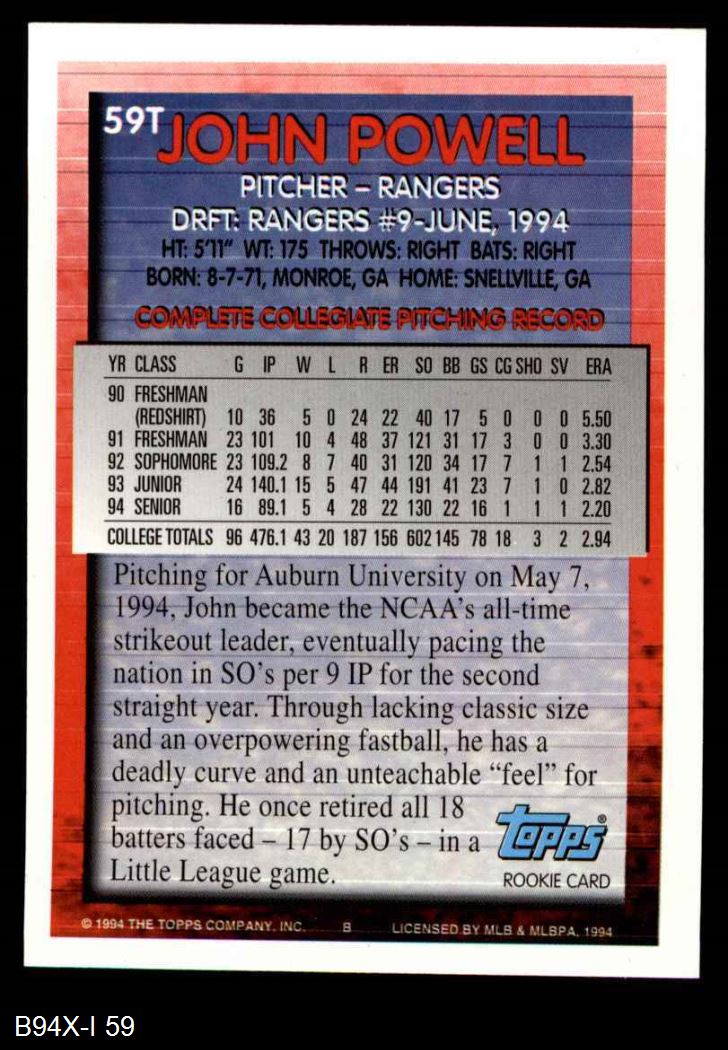 59T
JOHN POWELL
PITCHER – RANGERS
DRFT: RANGERS #9-JUNE, 1994
HT: 5'11" WT: 175 THROWS: RIGHT BATS: RIGHT
BORN: 8-7-71, MONROE, GA HOME: SNELLVILLE, GA
COMPLETE COLLEGIATE PITCHING RECORD
YR CLASS G IP W L R ER SO BB GS CG SHO SV ERA
90 FRESHMAN
(REDSHIRT) 10 36 5 0 24 22 40 17 5 0 0 0 5.50
91 FRESHMAN 23 101 10 4 48 37 121 31 17 3 0 0 3.30
92 SOPHOMORE 23 109.2 8 7 40 31 120 34 17 7 1 1 2.54
93 JUNIOR 24 140.1 15 5 47 44 191 41 23 7 1 0 2.82
94 SENIOR 16 89.1 5 4 28 22 130 22 16 1 1 1 2.20
COLLEGE TOTALS 96 476.1 43 20 187 156 602 145 78 18 3 2 2.94
Pitching for Auburn University on May 7,
1994, John became the NCAA's all-time
strikeout leader, eventually pacing the
nation in SO's per 9 IP for the second
straight year. Through lacking classic size
and an overpowering fastball, he has a
deadly curve and an unteachable “feel” for
pitching. He once retired all 18
batters faced – 17 by SO's – in a
Little League game.
topps®
ROOKIE CARD
© 1994 THE TOPPS COMPANY, INC. B LICENSED BY MLB & MLBPA, 1994
B94X-I 59